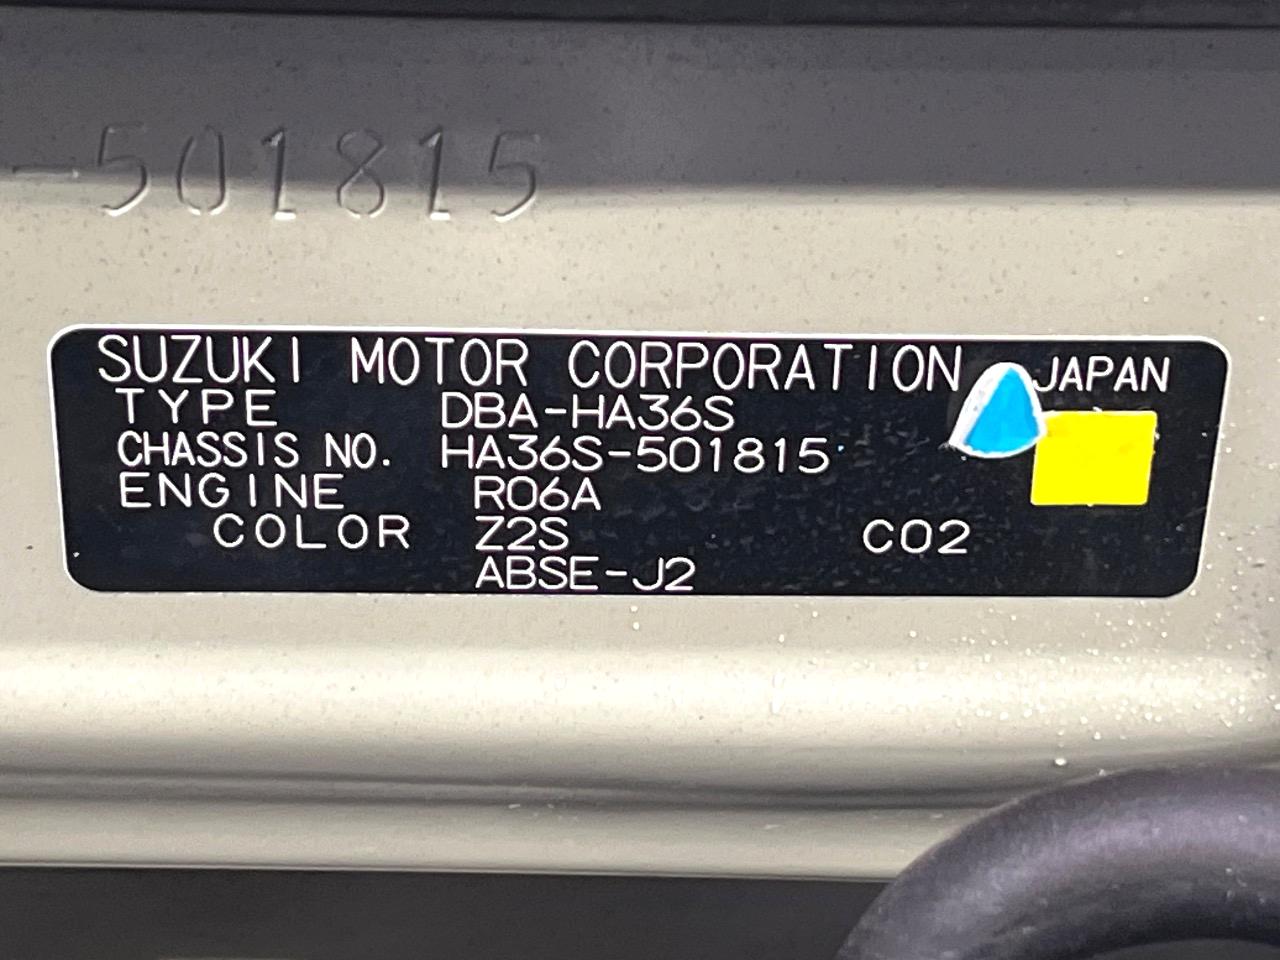 -501815
SUZUKI MOTOR CORPORATION JAPAN
TYPE DBA-HA36S
CHASSIS NO. HA36S-501815
ENGINE R06A
COLOR Z2S C02
ABSE-J2